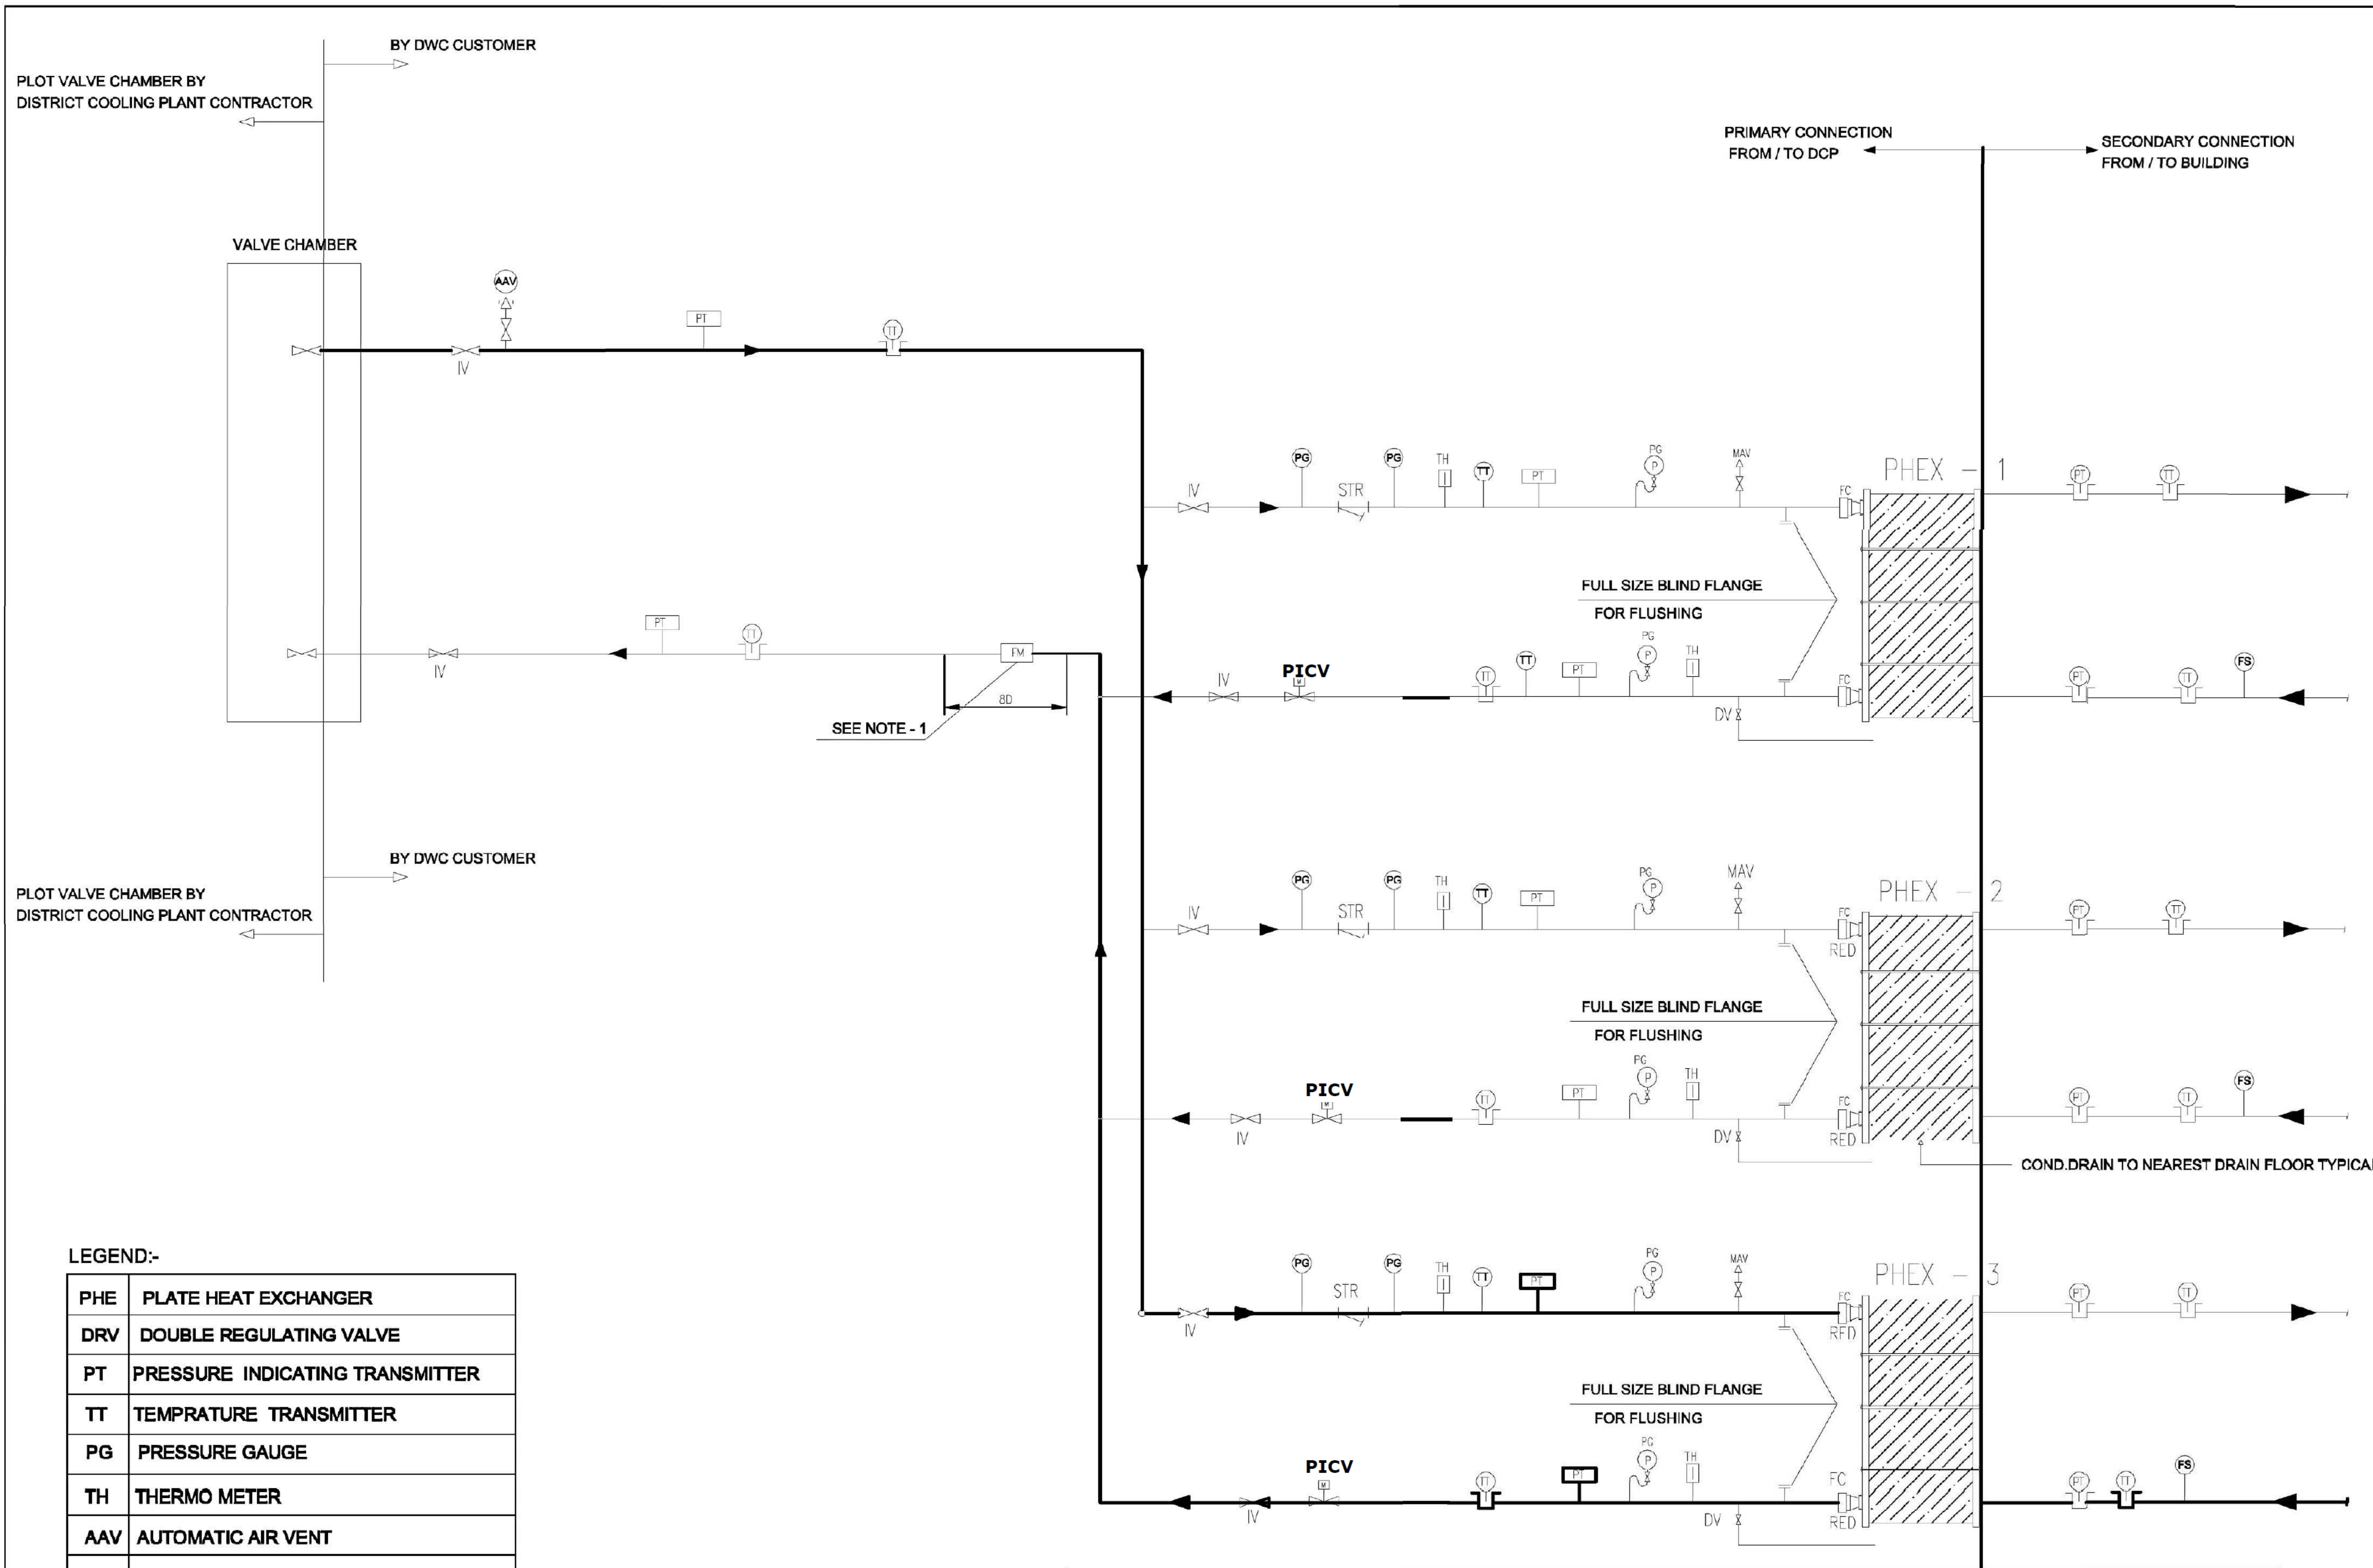 BY DWC CUSTOMER
PLOT VALVE CHAMBER BY
DISTRICT COOLING PLANT CONTRACTOR
PRIMARY CONNECTION
FROM / TO DCP
SECONDARY CONNECTION
FROM / TO BUILDING
VALVE CHAMBER
AAV
PT
TT
IV
PG
PG
TH
TT
PT
PG
P
MAV
PHEX - 1
PT
TT
IV
STR
FC
FULL SIZE BLIND FLANGE
FOR FLUSHING
PT
TT
FM
IV
8D
SEE NOTE - 1
IV
PICV
M
TT
TT
PT
PG
P
TH
FC
DV
PT
TT
FS
BY DWC CUSTOMER
PLOT VALVE CHAMBER BY
DISTRICT COOLING PLANT CONTRACTOR
PG
PG
TH
TT
PT
PG
P
MAV
PHEX - 2
PT
TT
IV
STR
FC
RED
FULL SIZE BLIND FLANGE
FOR FLUSHING
PICV
M
IV
TT
PT
PG
P
TH
FC
RED
DV
PT
TT
FS
COND.DRAIN TO NEAREST DRAIN FLOOR TYPICAL
PG
PG
TH
TT
PT
PG
P
MAV
PHEX - 3
PT
TT
IV
STR
FC
RED
FULL SIZE BLIND FLANGE
FOR FLUSHING
PICV
M
IV
TT
PT
PG
P
TH
FC
RED
DV
PT
TT
FS
LEGEND:-
PHE PLATE HEAT EXCHANGER
DRV DOUBLE REGULATING VALVE
PT PRESSURE INDICATING TRANSMITTER
TT TEMPRATURE TRANSMITTER
PG PRESSURE GAUGE
TH THERMO METER
AAV AUTOMATIC AIR VENT